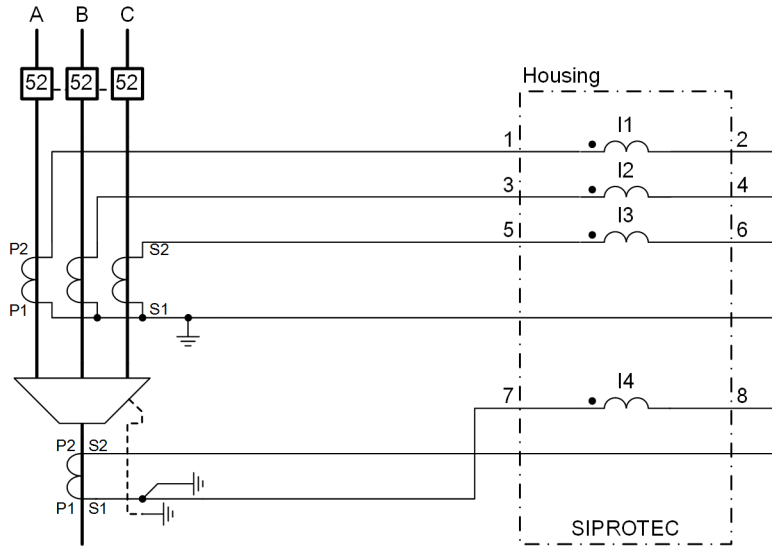 A B C
52 52 52
Housing
1 I1 2
3 I2 4
5 I3 6
P2 S2
P1 S1
7 I4 8
P2 S2
P1 S1
SIPROTEC